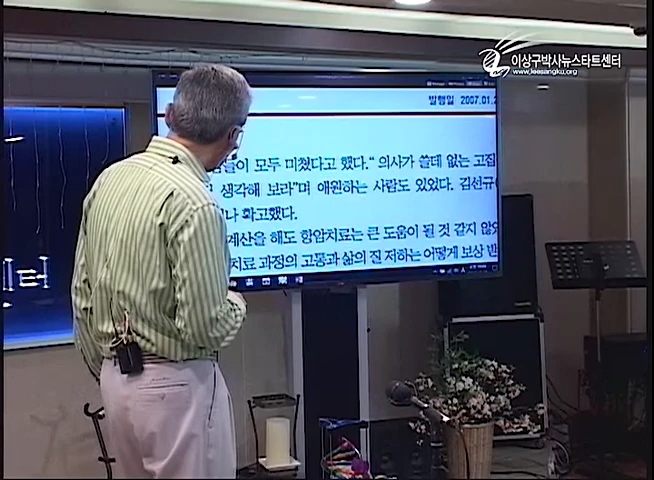 이상구박사뉴스타트센터
www.leesangku.org
발행일 2007.01.2
들이 모두 미쳤다고 했다." 의사가 쓸데 없는 고집
생각해 보라"며 애원하는 사람도 있었다. 김선규
나 확고했다.
계산을 해도 항암치료는 큰 도움이 될 것 같지 않았
치료 과정의 고통과 삶의 질 저하는 어떻게 보상 받
센터